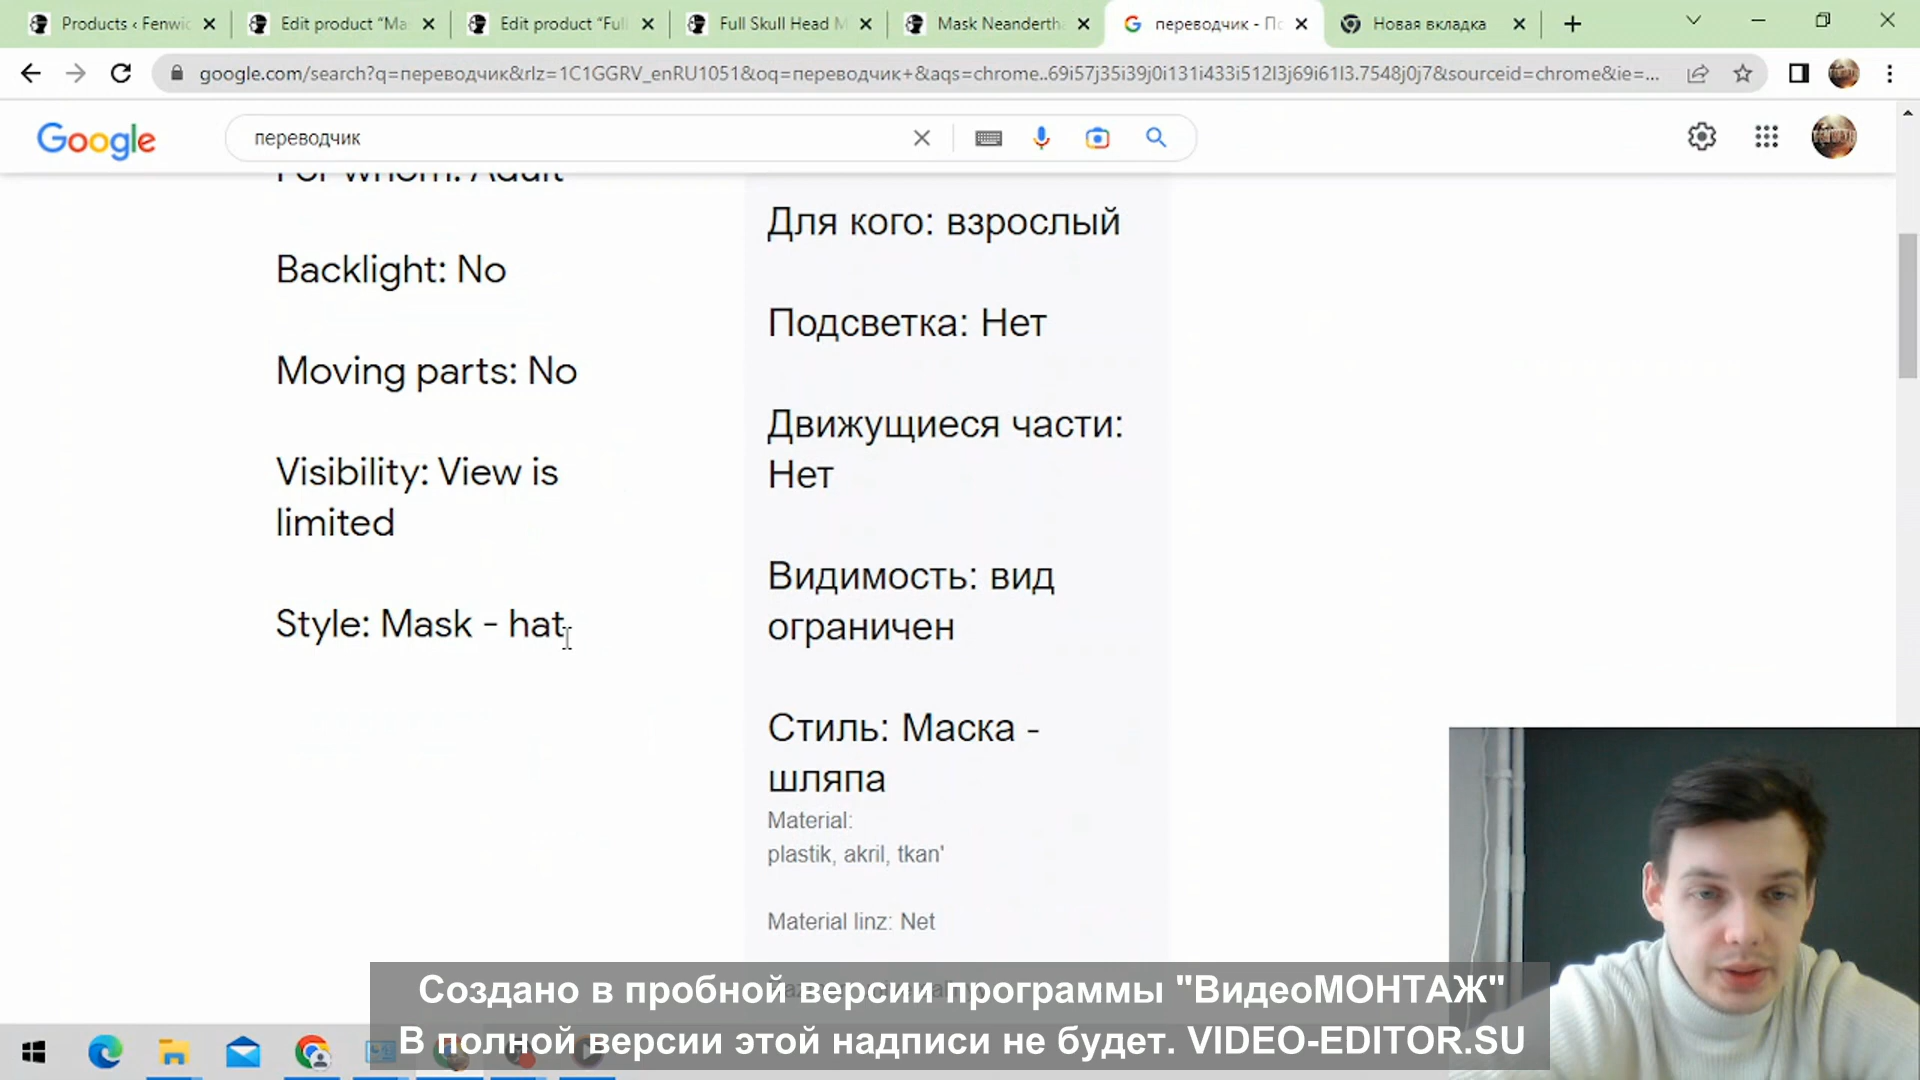 Products ‹ Fenwic
Edit product “Ma
Edit product “Full
Full Skull Head M
Mask Neanderth
переводчик - По
Новая вкладка
google.com/search?q=переводчик&rlz=1C1GGRV_enRU1051&oq=переводчик+&aqs=chrome..69i57j35i39j0i131i433i512l3j69i61l3.7548j0j7&sourceid=chrome&ie=...
Google
переводчик
For whom: Adult
Backlight: No
Moving parts: No
Visibility: View is
limited
Style: Mask - hat
Для кого: взрослый
Подсветка: Нет
Движущиеся части:
Нет
Видимость: вид
ограничен
Стиль: Маска -
шляпа
Material:
plastik, akril, tkan'
Material linz: Net
Создано в пробной версии программы "ВидеоМОНТАЖ"
В полной версии этой надписи не будет. VIDEO-EDITOR.SU